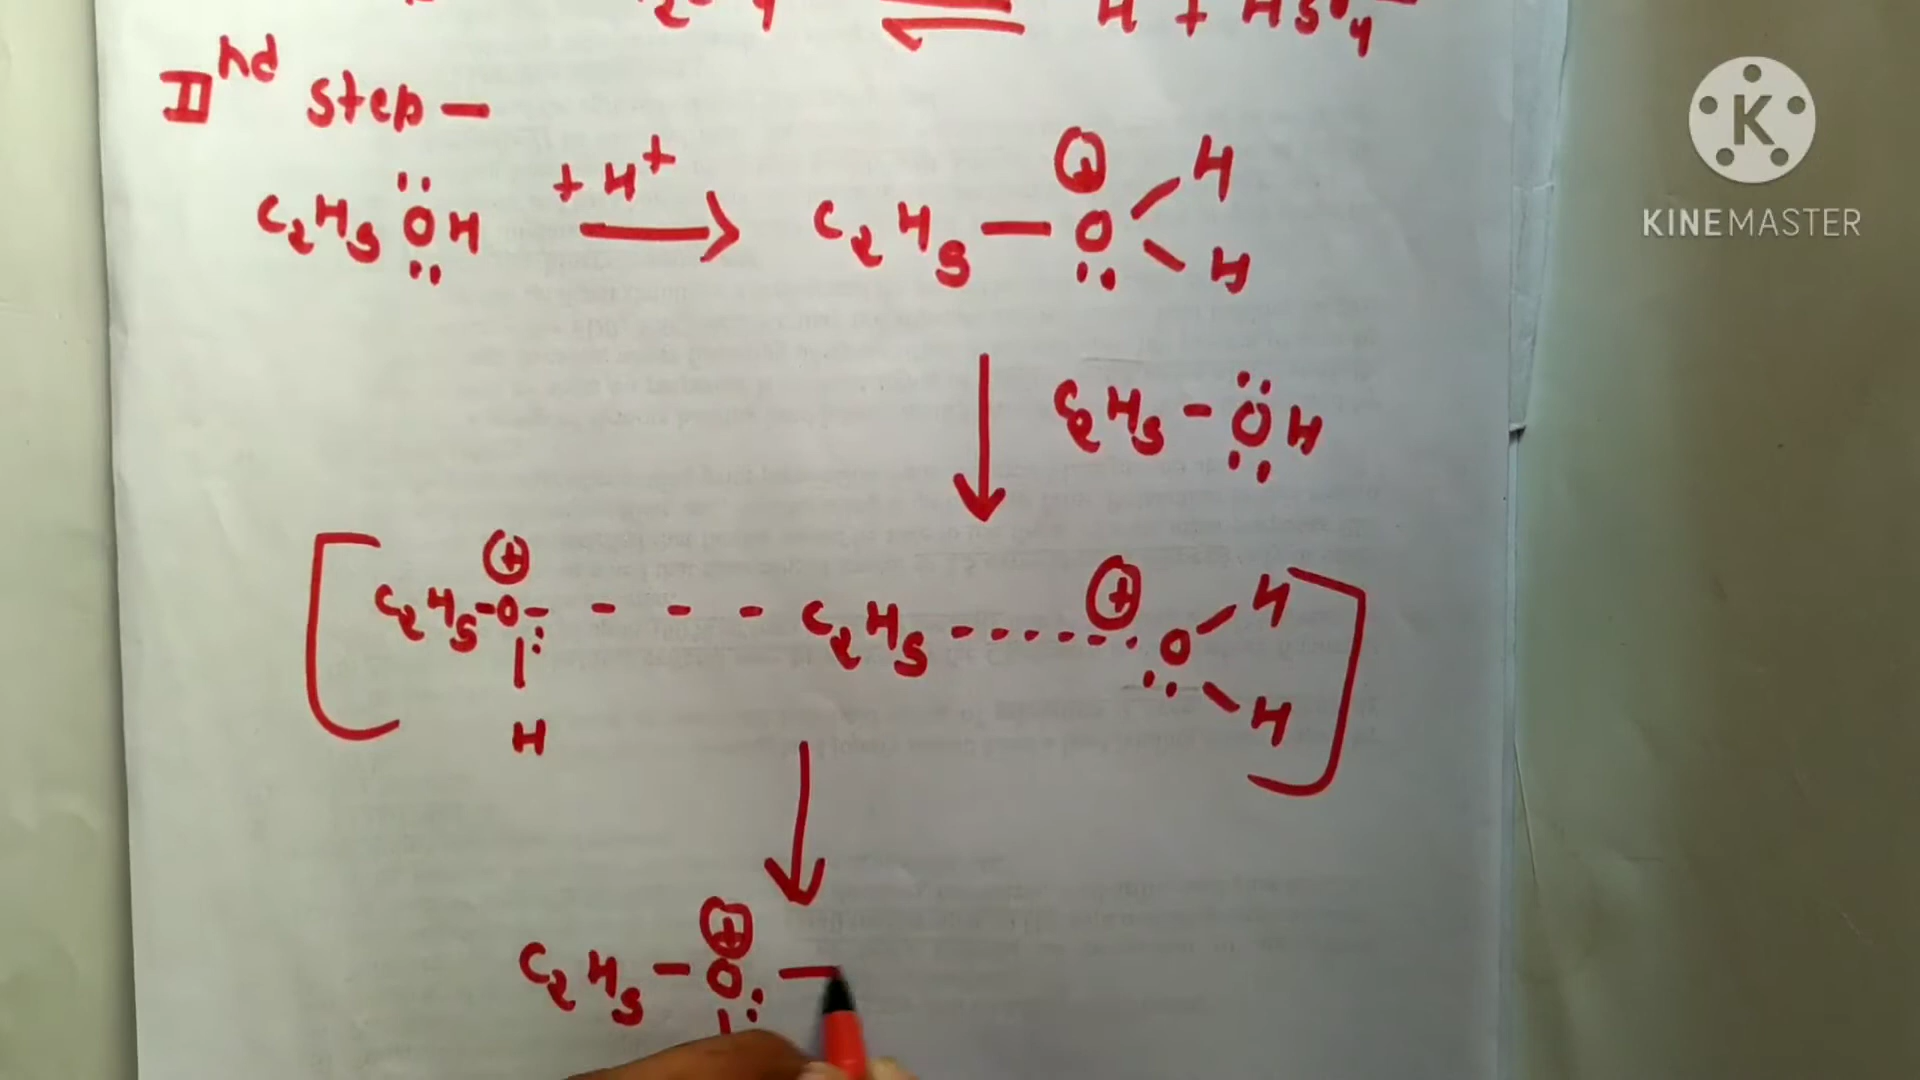 H⁺ + HSO₄⁻
IInd step –
C₂H₅ÖH +H⁺ → C₂H₅ – O H
H
C₂H₅ – ÖH
[C₂H₅–O – – – C₂H₅ ...... O H
H H]
C₂H₅ – O –
K
KINEMASTER